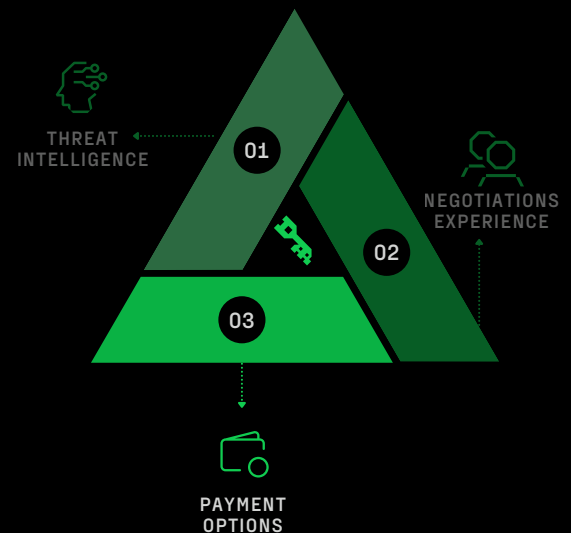 01
THREAT
INTELLIGENCE
NEGOTIATIONS
EXPERIENCE
02
03
PAYMENT
OPTIONS